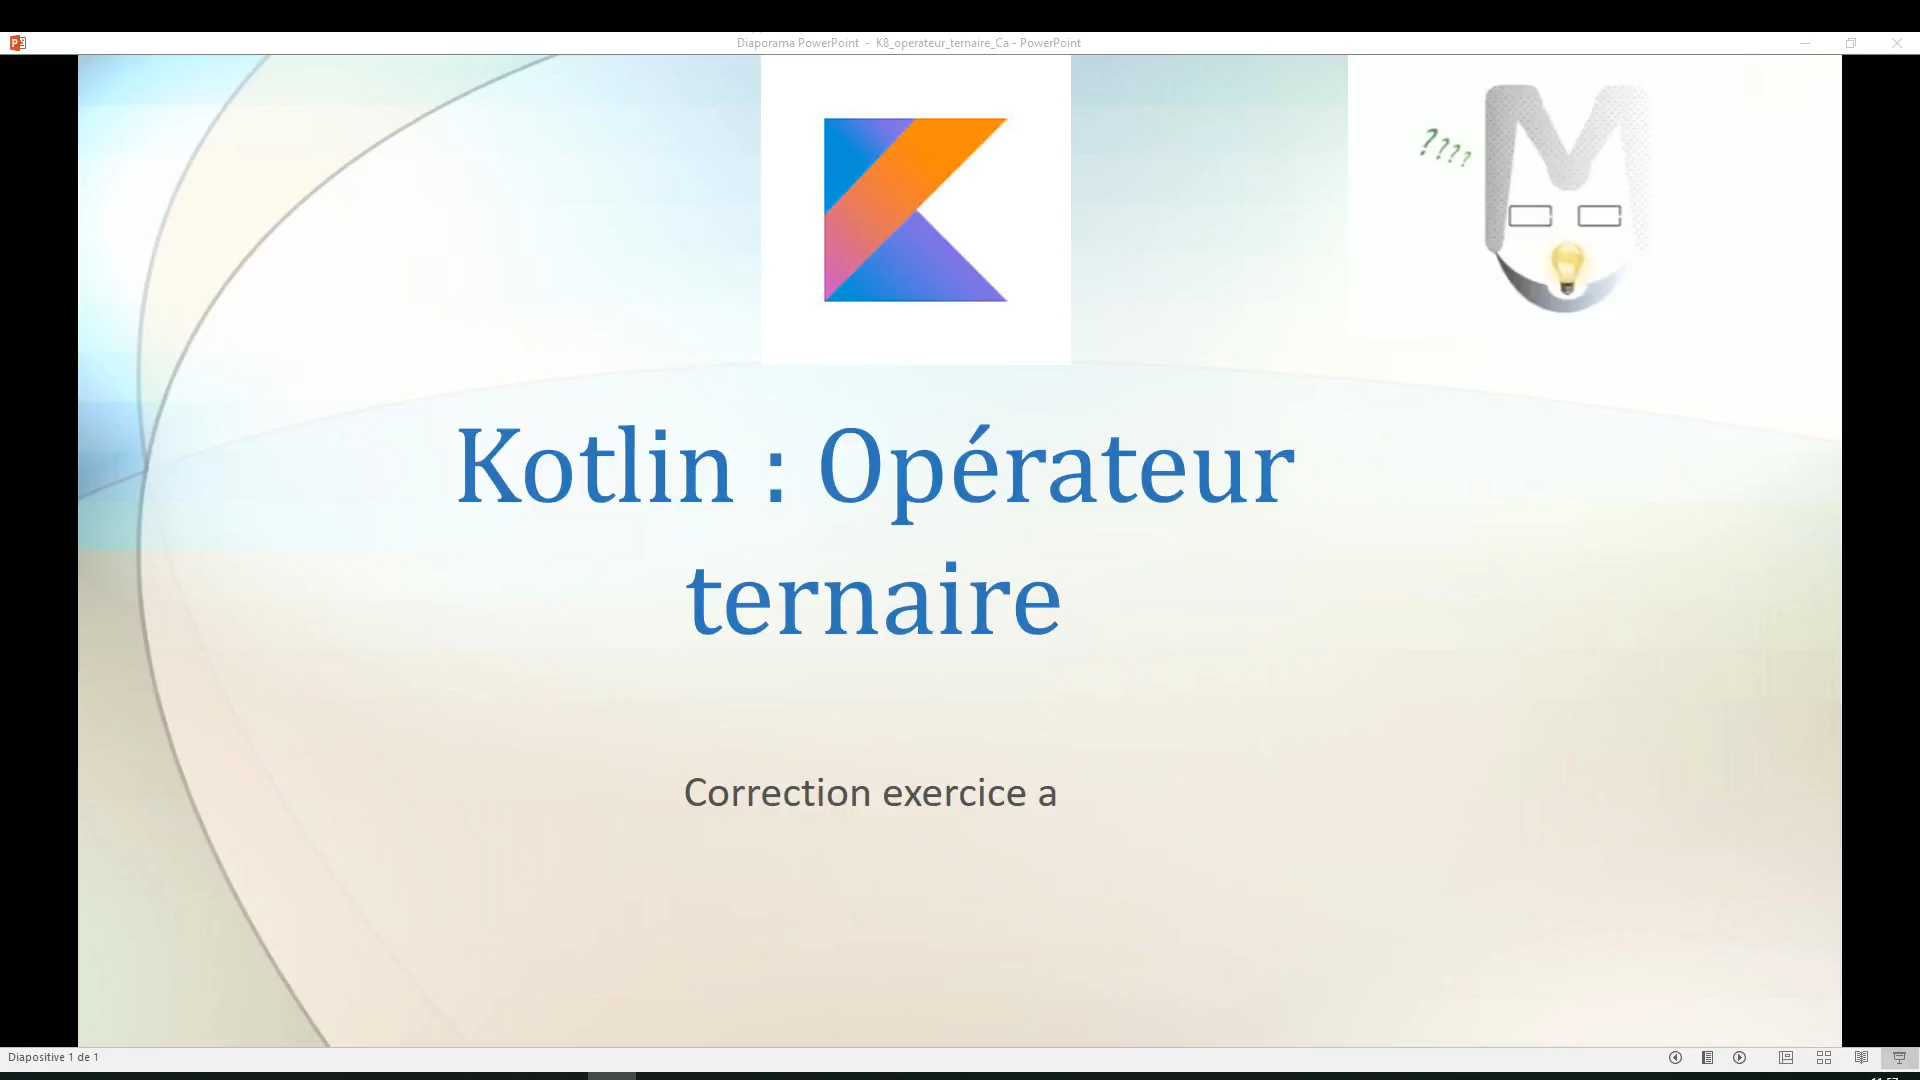 Diaporama PowerPoint - K8_operateur_ternaire_Ca - PowerPoint
????
Kotlin : Opérateur
ternaire
Correction exercice a
Diapositive 1 de 1